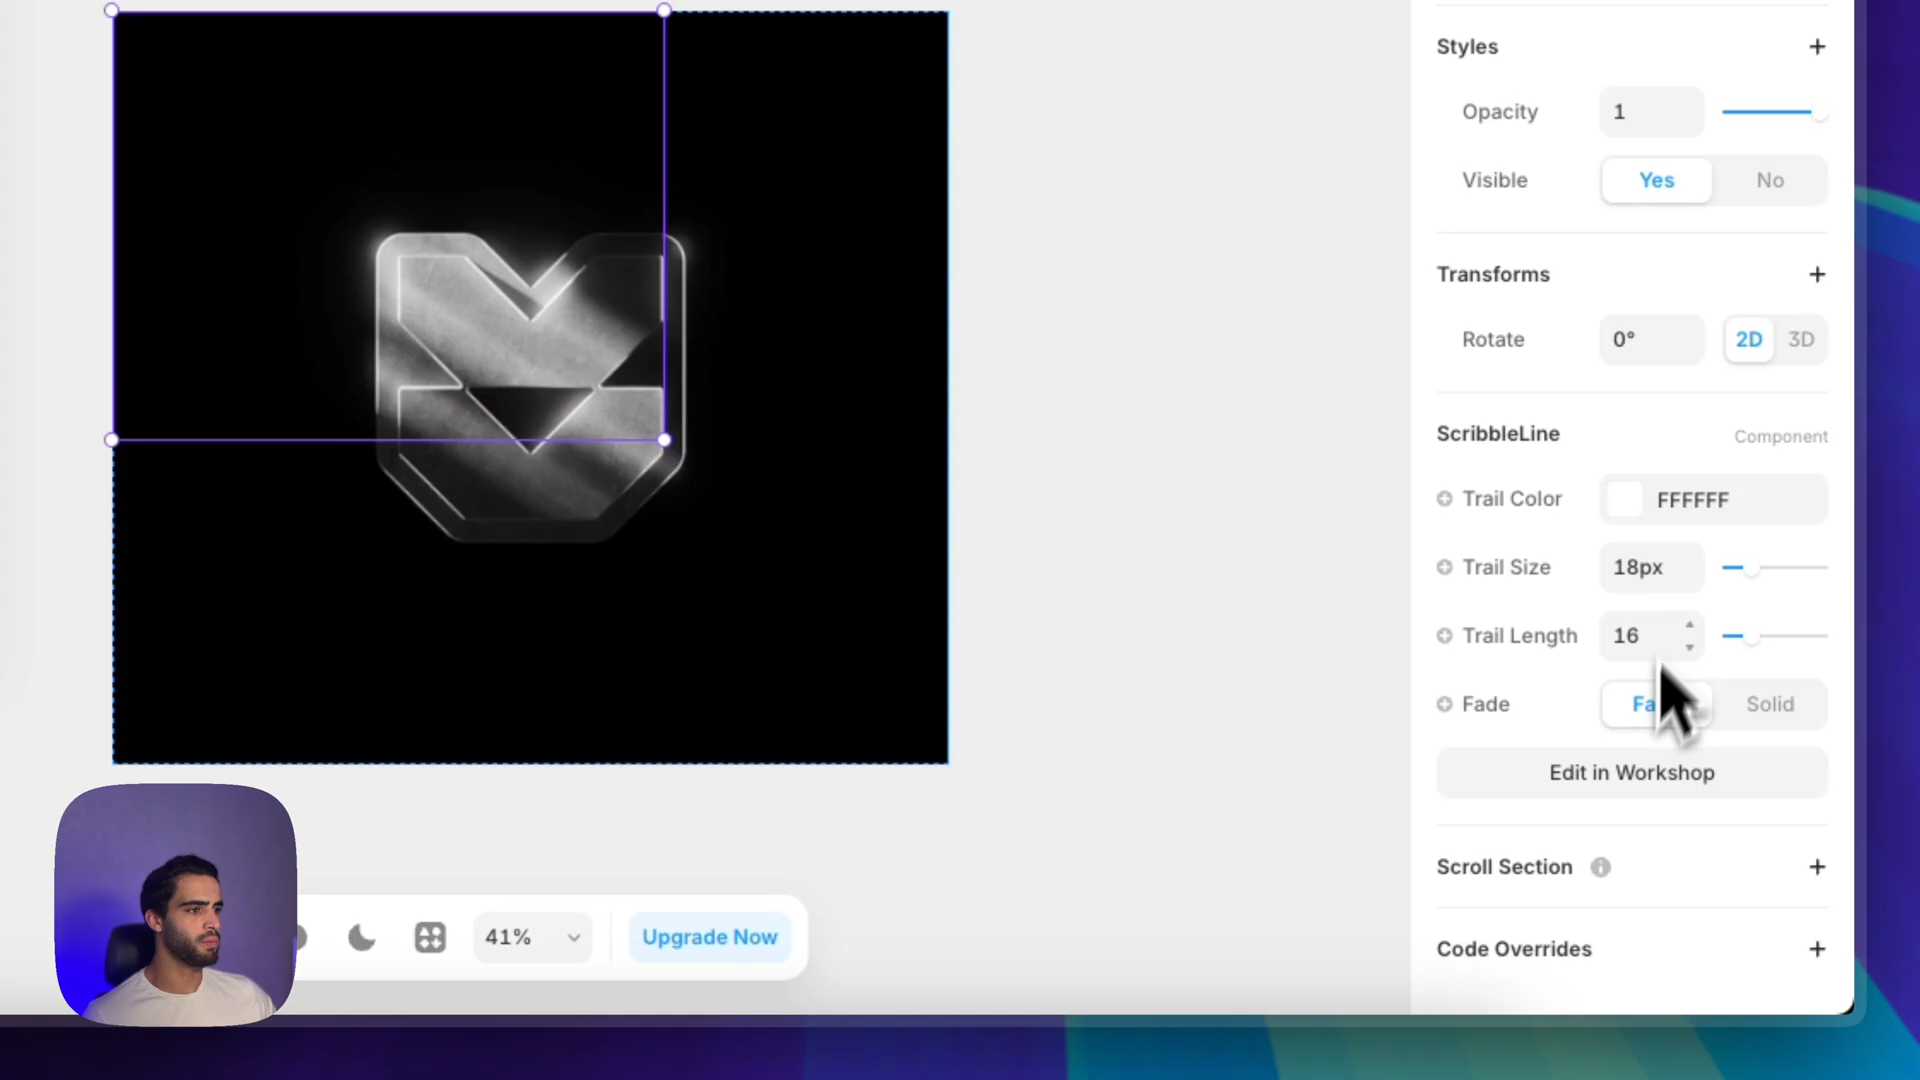 Styles
Opacity 1
Visible Yes No
Transforms
Rotate 0° 2D 3D
ScribbleLine Component
Trail Color FFFFFF
Trail Size 18px
Trail Length 16
Fade Fa Solid
Edit in Workshop
Scroll Section
Code Overrides
41% Upgrade Now